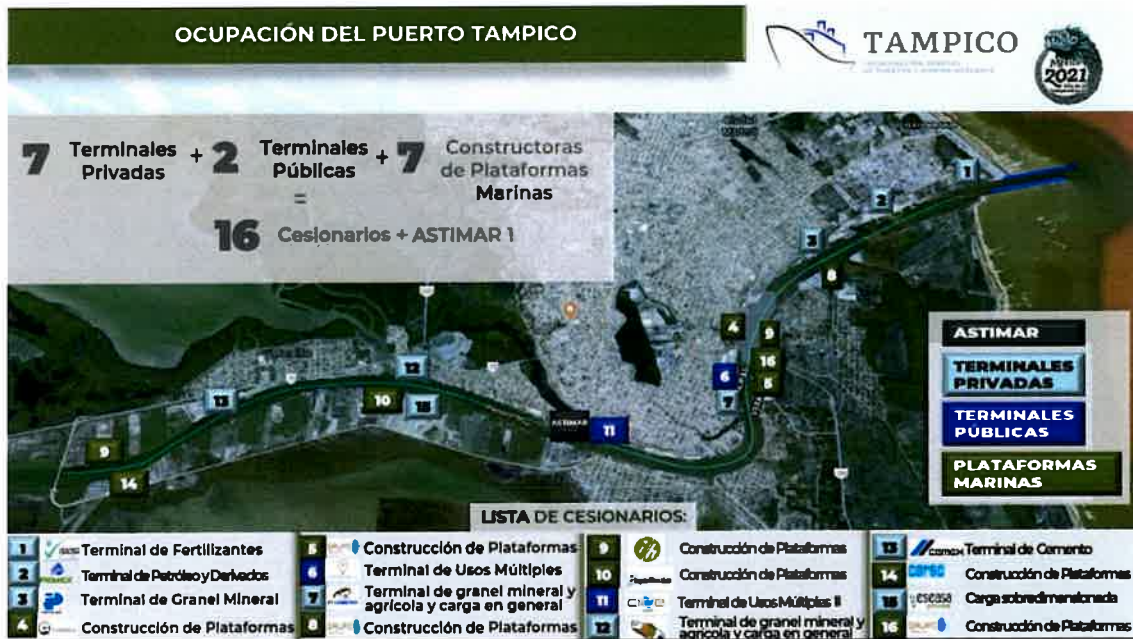 OCUPACIÓN DEL PUERTO TAMPICO
TAMPICO
2021
7 Terminales Privadas + 2 Terminales Públicas + 7 Constructoras de Plataformas Marinas
=
16 Cesionarios + ASTIMAR 1
1
2
3
8
4
9
16
6
5
7
12
13
10
15
ASTIMAR
11
9
14
ASTIMAR
TERMINALES
PRIVADAS
TERMINALES
PÚBLICAS
PLATAFORMAS
MARINAS
LISTA DE CESIONARIOS:
1 Terminal de Fertilizantes
2 PEMEX Terminal de Petróleo y Derivados
3 Terminal de Granel Mineral
4 Construcción de Plataformas
5 Construcción de Plataformas
6 Terminal de Usos Múltiples
7 Terminal de granel mineral y
agrícola y carga en general
8 Construcción de Plataformas
9 Construcción de Plataformas
10 Construcción de Plataformas
11 Terminal de Usos Múltiples II
12 Terminal de granel mineral y
agrícola y carga en general
13 CEMEX Terminal de Cemento
14 carso Construcción de Plataformas
15 ESCASA Carga sobredimensionada
16 Construcción de Plataformas